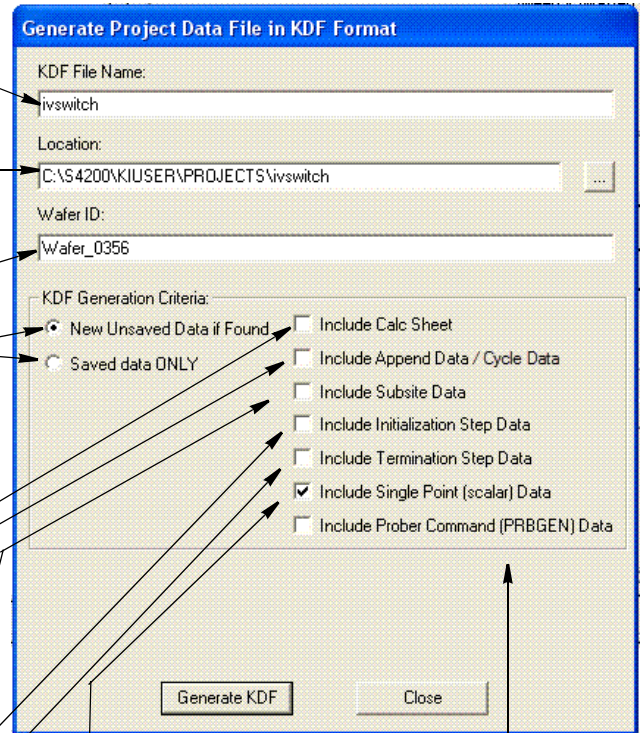 Generate Project Data File in KDF Format
KDF File Name:
ivswitch
Location:
C:\S4200\KIUSER\PROJECTS\ivswitch
...
Wafer ID:
Wafer_0356
KDF Generation Criteria:
New Unsaved Data if Found
Saved data ONLY
Include Calc Sheet
Include Append Data / Cycle Data
Include Subsite Data
Include Initialization Step Data
Include Termination Step Data
Include Single Point (scalar) Data
Include Prober Command (PRBGEN) Data
Generate KDF
Close